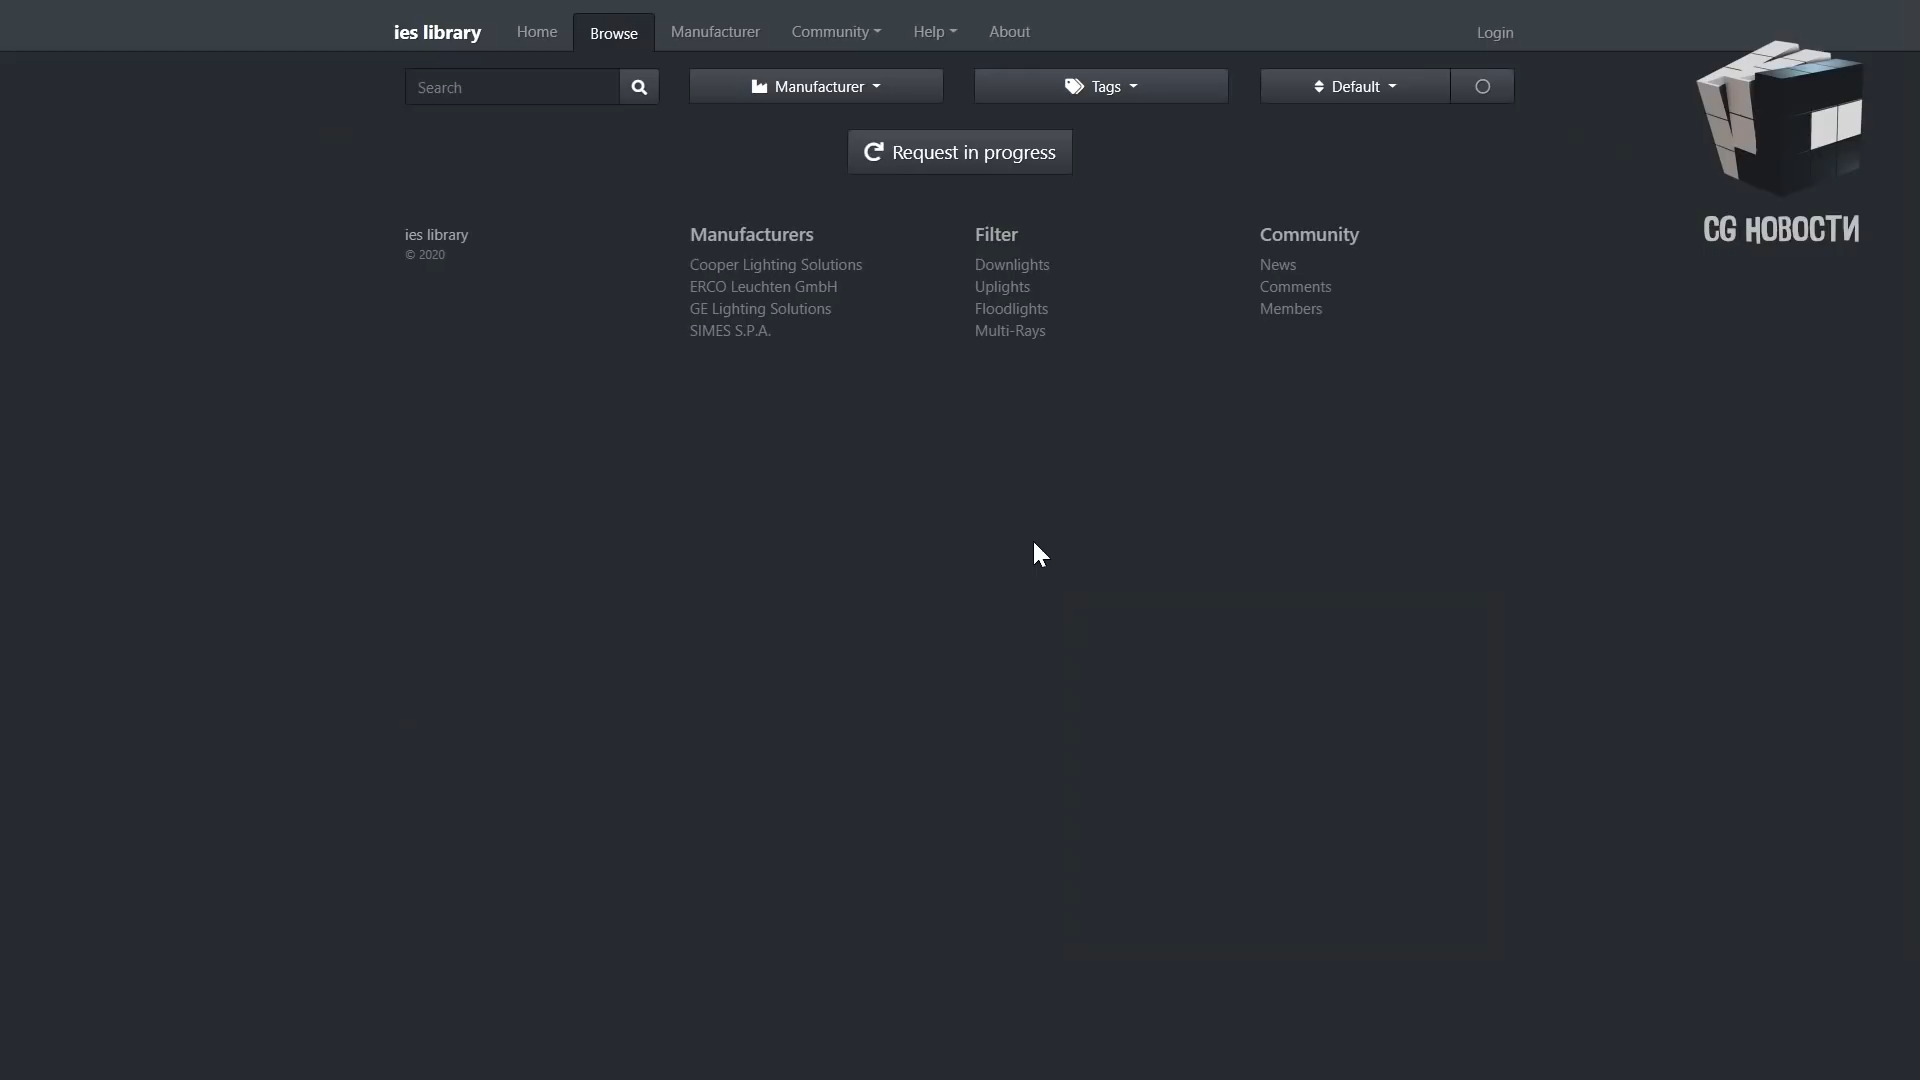 ies library
Home
Browse
Manufacturer
Community
Help
About
Login
Search
Manufacturer
Tags
Default
Request in progress
CG НОВОСТИ
ies library
© 2020
Manufacturers
Cooper Lighting Solutions
ERCO Leuchten GmbH
GE Lighting Solutions
SIMES S.P.A.
Filter
Downlights
Uplights
Floodlights
Multi-Rays
Community
News
Comments
Members